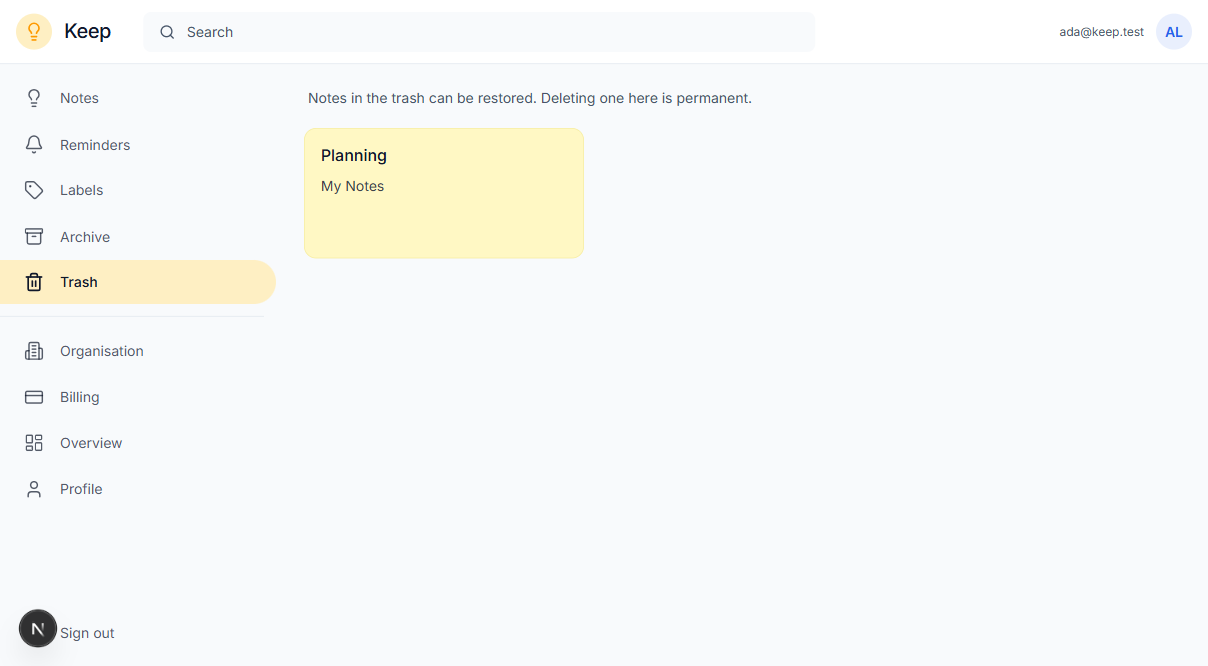 Keep
Search
ada@keep.test
AL
Notes
Reminders
Labels
Archive
Trash
Organisation
Billing
Overview
Profile
N
Sign out
Notes in the trash can be restored. Deleting one here is permanent.
Planning
My Notes